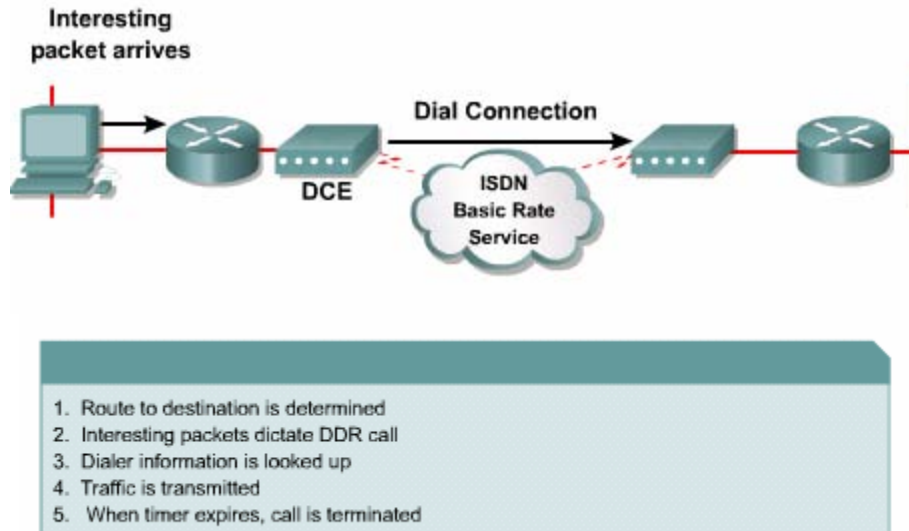 Interesting
packet arrives
Dial Connection
DCE
ISDN
Basic Rate
Service
1. Route to destination is determined
2. Interesting packets dictate DDR call
3. Dialer information is looked up
4. Traffic is transmitted
5. When timer expires, call is terminated